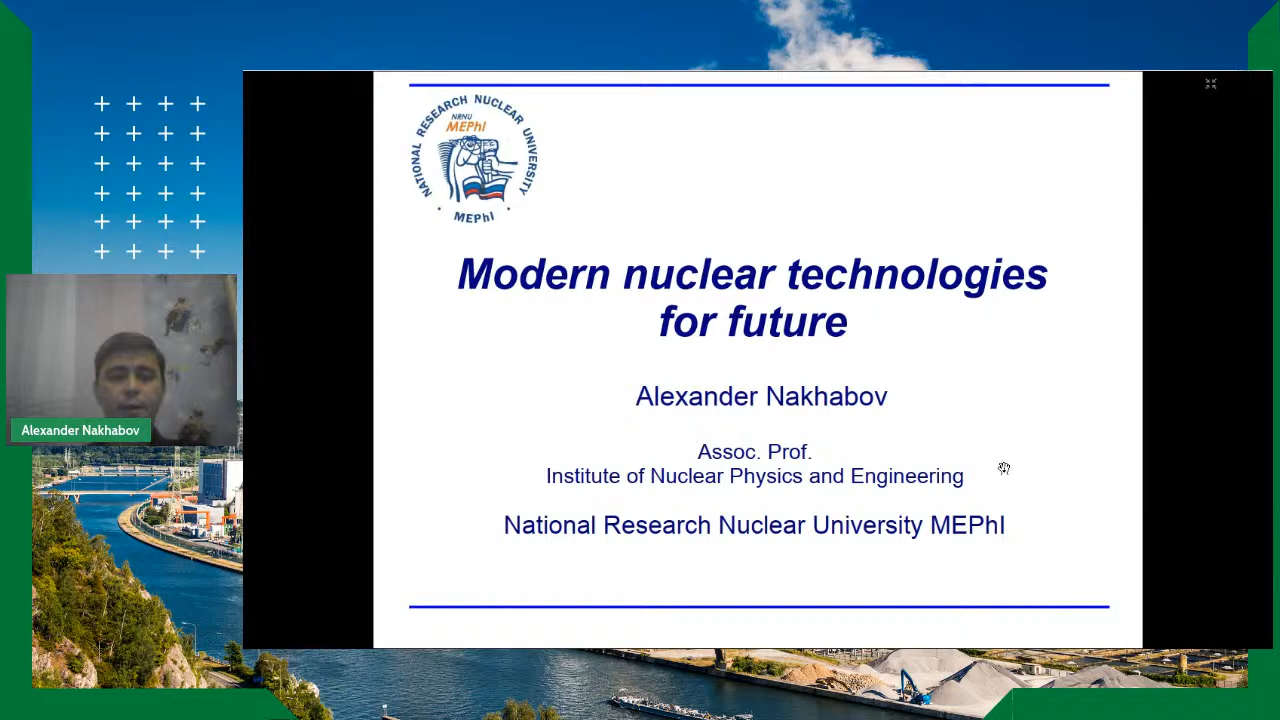 NATIONAL RESEARCH NUCLEAR UNIVERSITY
NRNU
MEPhI
MEPhI
Modern nuclear technologies
for future
Alexander Nakhabov
Assoc. Prof.
Institute of Nuclear Physics and Engineering
National Research Nuclear University MEPhI
Alexander Nakhabov